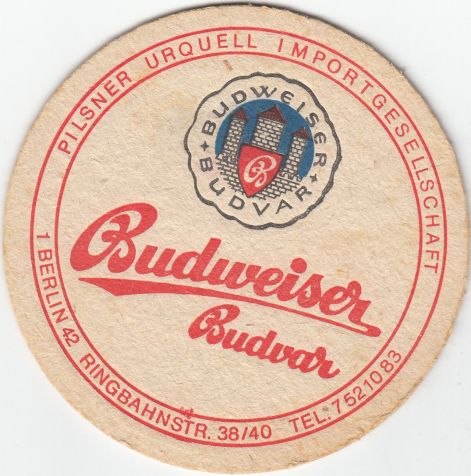 PILSNER URQUELL IMPORTGESELLSCHAFT
BUDWEISER
BUDVAR
B
Budweiser
Budvar
1 BERLIN 42 RINGBAHNSTR. 38/40 TEL. 7521083